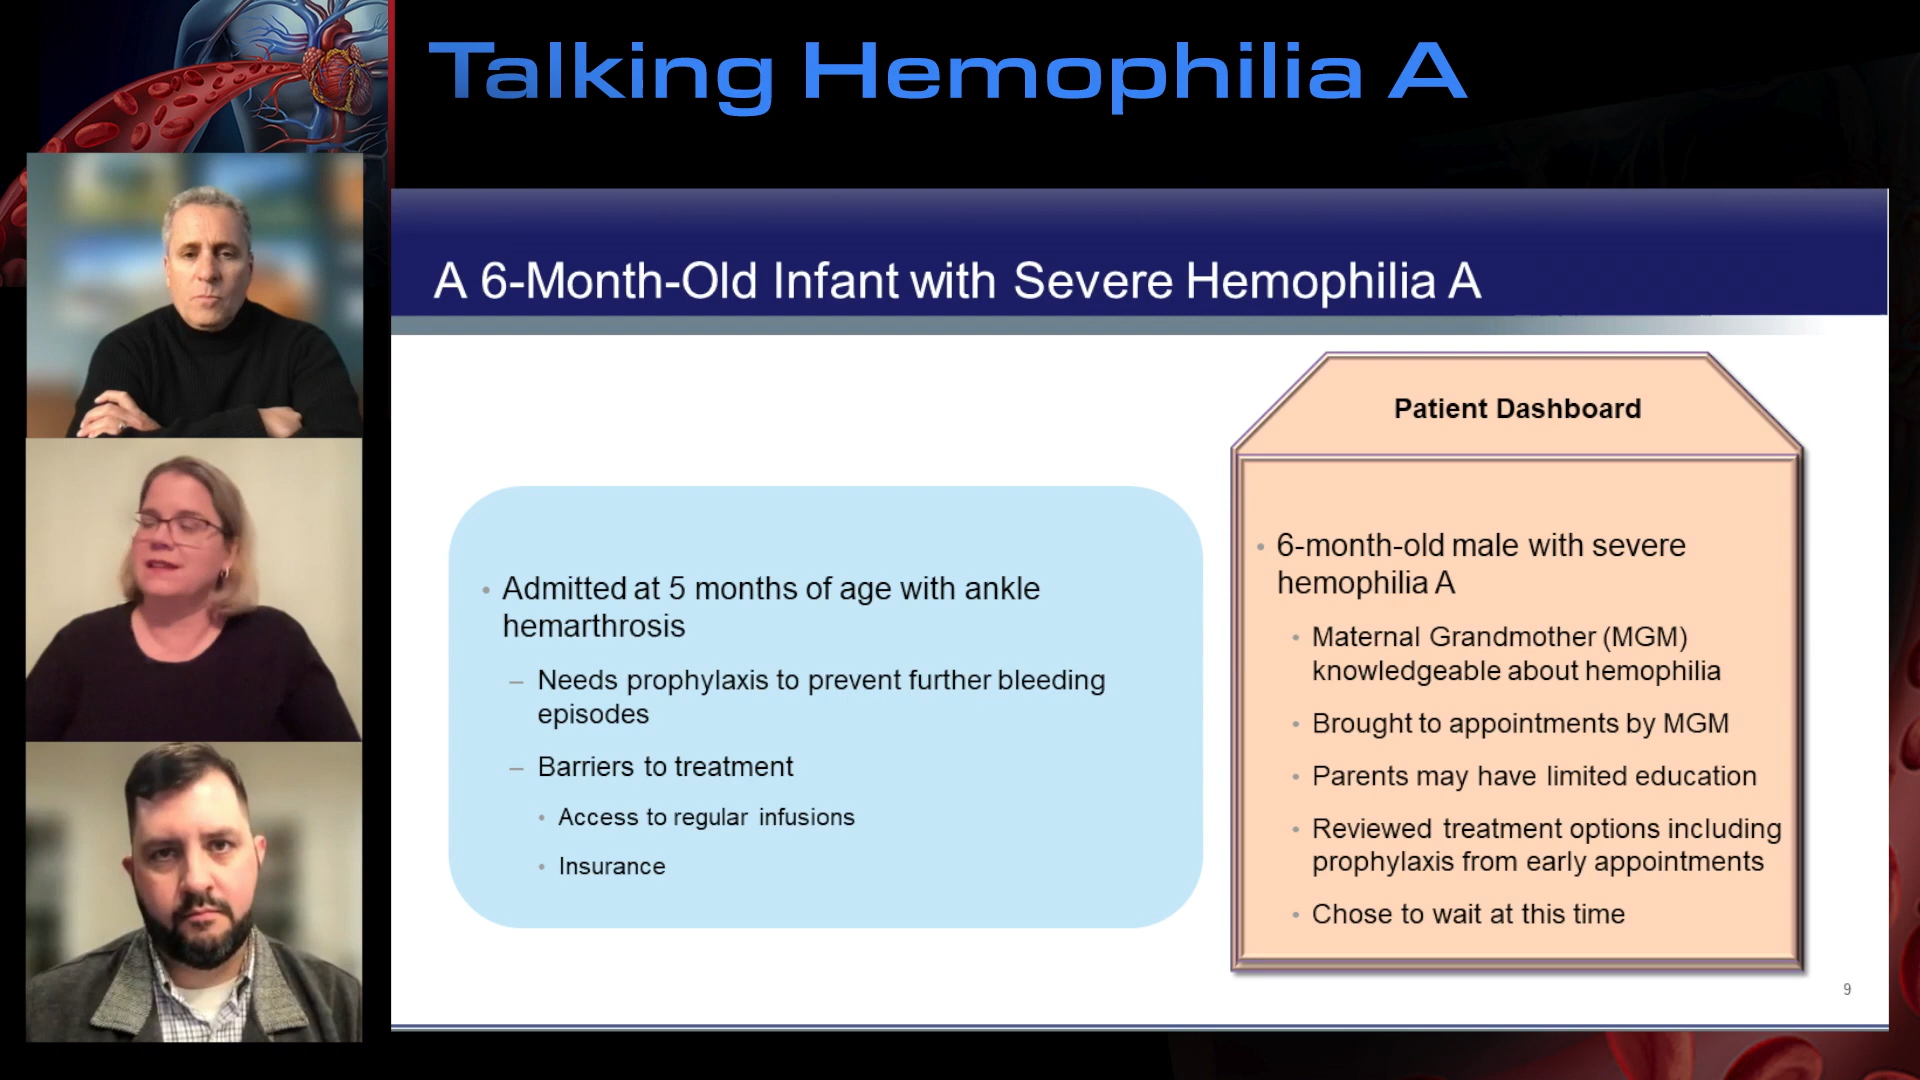 Talking Hemophilia A
A 6-Month-Old Infant with Severe Hemophilia A
• Admitted at 5 months of age with ankle
hemarthrosis
– Needs prophylaxis to prevent further bleeding
episodes
– Barriers to treatment
• Access to regular infusions
• Insurance
Patient Dashboard
• 6-month-old male with severe
hemophilia A
• Maternal Grandmother (MGM)
knowledgeable about hemophilia
• Brought to appointments by MGM
• Parents may have limited education
• Reviewed treatment options including
prophylaxis from early appointments
• Chose to wait at this time
9